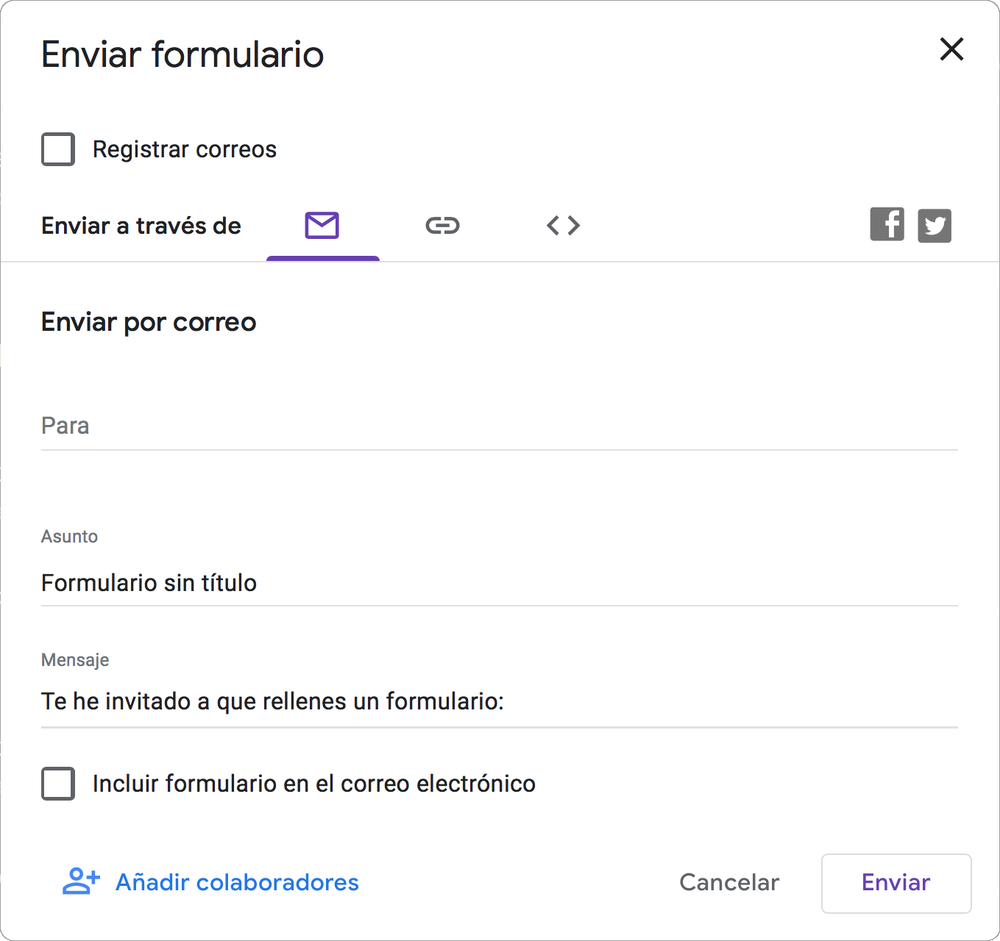 Enviar formulario
Registrar correos
Enviar a través de
Enviar por correo
Para
Asunto
Formulario sin título
Mensaje
Te he invitado a que rellenes un formulario:
Incluir formulario en el correo electrónico
Añadir colaboradores Cancelar Enviar